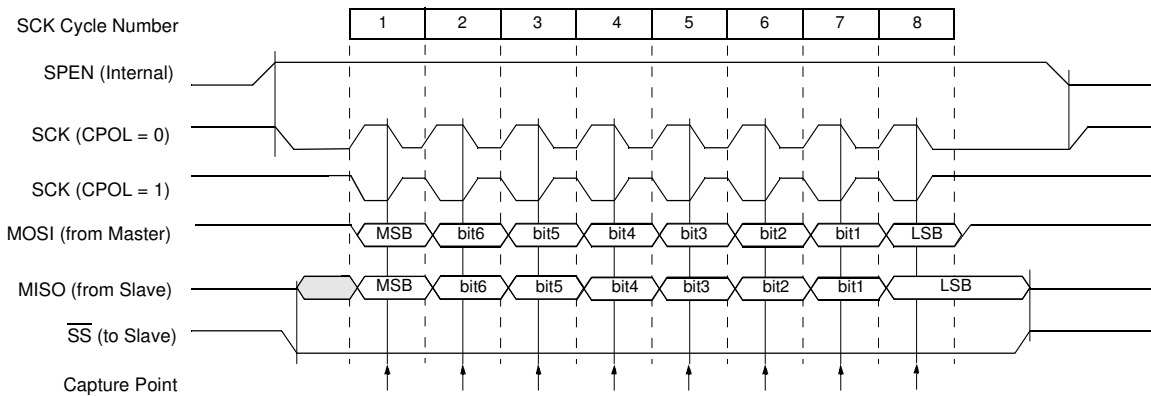 SCK Cycle Number 1 2 3 4 5 6 7 8
SPEN (Internal)
SCK (CPOL = 0)
SCK (CPOL = 1)
MOSI (from Master) MSB bit6 bit5 bit4 bit3 bit2 bit1 LSB
MISO (from Slave) MSB bit6 bit5 bit4 bit3 bit2 bit1 LSB
SS (to Slave)
Capture Point